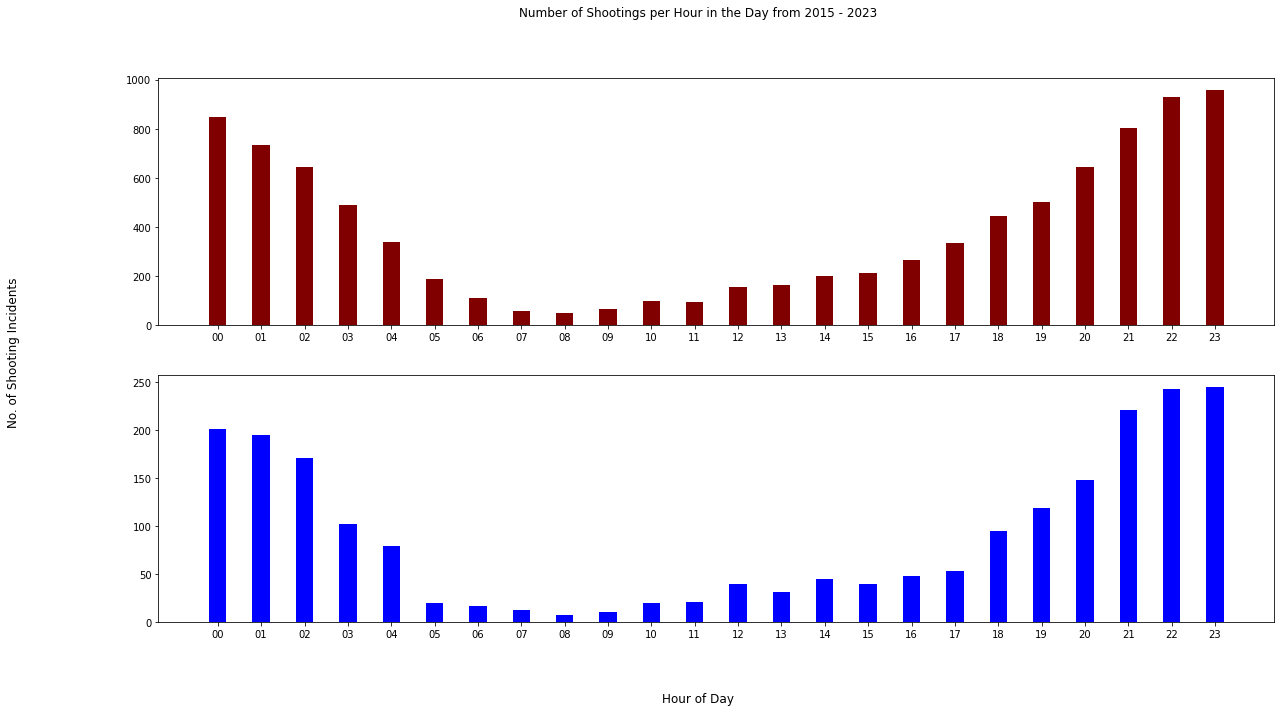 Number of Shootings per Hour in the Day from 2015 - 2023
No. of Shooting Incidents
1000
800
600
400
200
0
00 01 02 03 04 05 06 07 08 09 10 11 12 13 14 15 16 17 18 19 20 21 22 23
250
200
150
100
50
0
00 01 02 03 04 05 06 07 08 09 10 11 12 13 14 15 16 17 18 19 20 21 22 23
Hour of Day